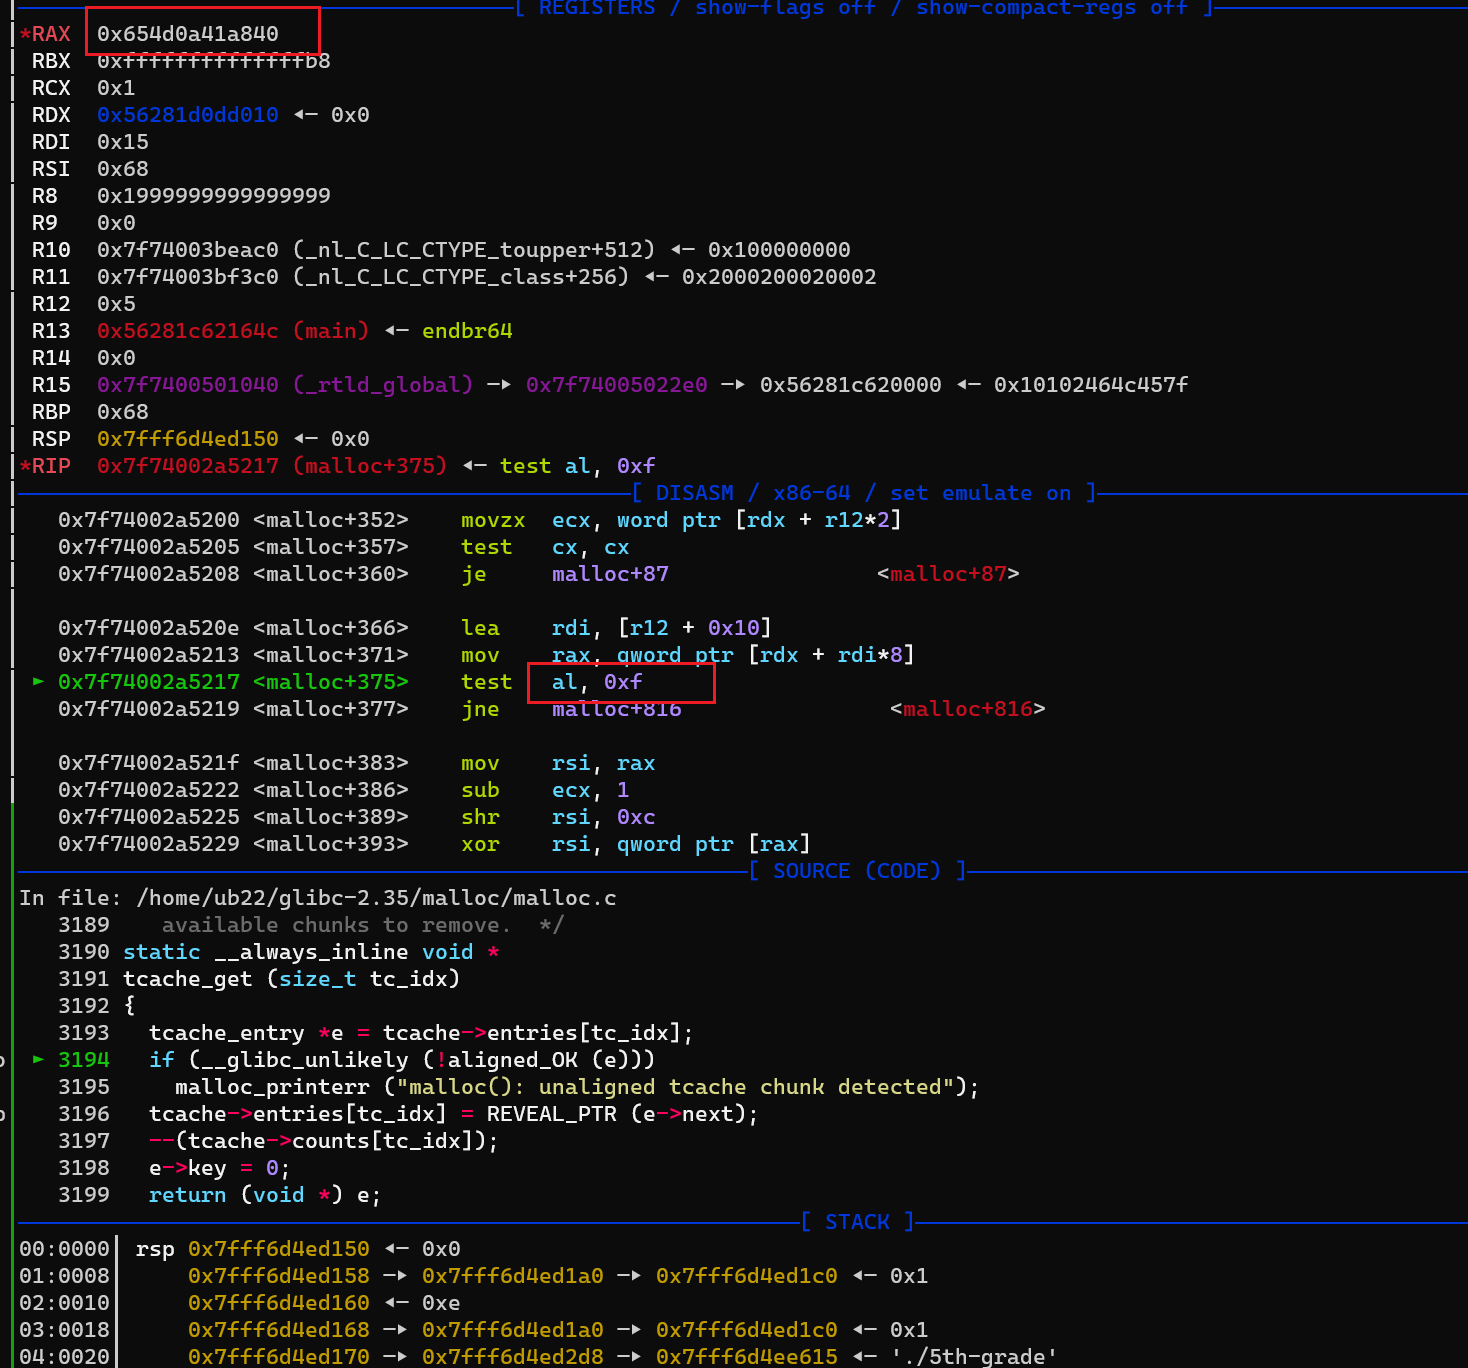 [ REGISTERS / show-flags off / show-compact-regs off ]
*RAX  0x654d0a41a840
RBX  0xffffffffffffffb8
RCX  0x1
RDX  0x56281d0dd010 ◂— 0x0
RDI  0x15
RSI  0x68
R8   0x1999999999999999
R9   0x0
R10  0x7f74003beac0 (_nl_C_LC_CTYPE_toupper+512) ◂— 0x100000000
R11  0x7f74003bf3c0 (_nl_C_LC_CTYPE_class+256) ◂— 0x2000200020002
R12  0x5
R13  0x56281c62164c (main) ◂— endbr64
R14  0x0
R15  0x7f7400501040 (_rtld_global) —▸ 0x7f74005022e0 —▸ 0x56281c620000 ◂— 0x10102464c457f
RBP  0x68
RSP  0x7fff6d4ed150 ◂— 0x0
*RIP  0x7f74002a5217 (malloc+375) ◂— test al, 0xf
[ DISASM / x86-64 / set emulate on ]
0x7f74002a5200 <malloc+352>    movzx  ecx, word ptr [rdx + r12*2]
0x7f74002a5205 <malloc+357>    test   cx, cx
0x7f74002a5208 <malloc+360>    je     malloc+87                <malloc+87>
0x7f74002a520e <malloc+366>    lea    rdi, [r12 + 0x10]
0x7f74002a5213 <malloc+371>    mov    rax, qword ptr [rdx + rdi*8]
► 0x7f74002a5217 <malloc+375>    test   al, 0xf
0x7f74002a5219 <malloc+377>    jne    malloc+816                <malloc+816>
0x7f74002a521f <malloc+383>    mov    rsi, rax
0x7f74002a5222 <malloc+386>    sub    ecx, 1
0x7f74002a5225 <malloc+389>    shr    rsi, 0xc
0x7f74002a5229 <malloc+393>    xor    rsi, qword ptr [rax]
[ SOURCE (CODE) ]
In file: /home/ub22/glibc-2.35/malloc/malloc.c
3189    available chunks to remove.  */
3190 static __always_inline void *
3191 tcache_get (size_t tc_idx)
3192 {
3193   tcache_entry *e = tcache->entries[tc_idx];
► 3194   if (__glibc_unlikely (!aligned_OK (e)))
3195     malloc_printerr ("malloc(): unaligned tcache chunk detected");
3196   tcache->entries[tc_idx] = REVEAL_PTR (e->next);
3197   --(tcache->counts[tc_idx]);
3198   e->key = 0;
3199   return (void *) e;
[ STACK ]
00:0000│ rsp 0x7fff6d4ed150 ◂— 0x0
01:0008│     0x7fff6d4ed158 —▸ 0x7fff6d4ed1a0 —▸ 0x7fff6d4ed1c0 ◂— 0x1
02:0010│     0x7fff6d4ed160 ◂— 0xe
03:0018│     0x7fff6d4ed168 —▸ 0x7fff6d4ed1a0 —▸ 0x7fff6d4ed1c0 ◂— 0x1
04:0020│     0x7fff6d4ed170 —▸ 0x7fff6d4ed2d8 —▸ 0x7fff6d4ee615 ◂— './5th-grade'